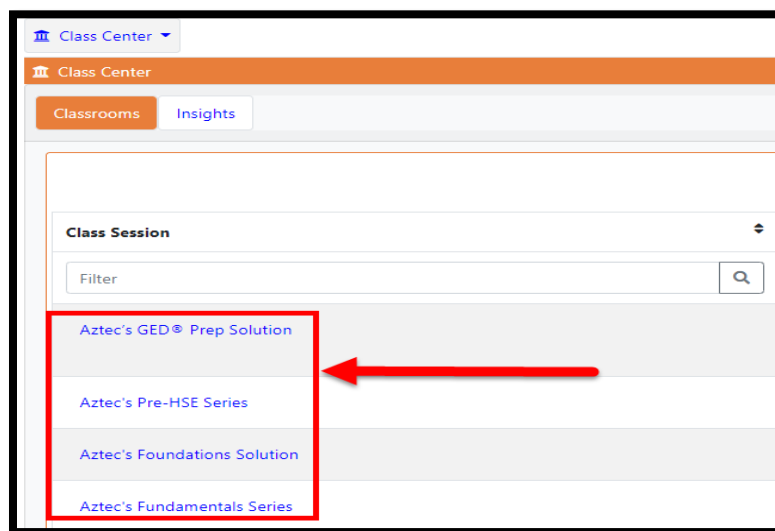 Class Center
Class Center
Classrooms Insights
Class Session
Filter
Aztec's GED® Prep Solution
Aztec's Pre-HSE Series
Aztec's Foundations Solution
Aztec's Fundamentals Series